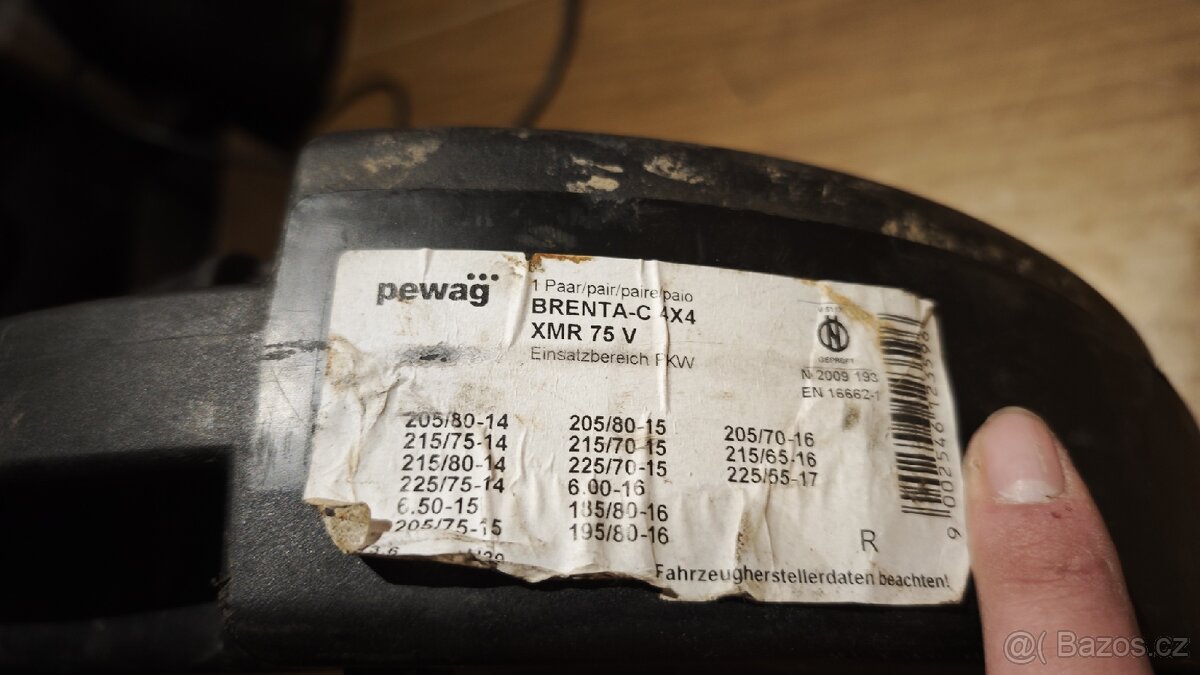 pewag
1 Paar/pair/paire/paio
BRENTA-C 4X4
XMR 75 V
Einsatzbereich PKW
GEPRÜFT
N 2009 193
EN 16662-1
205/80-14
215/75-14
215/80-14
225/75-14
6.50-15
205/75-15
205/80-15
215/70-15
225/70-15
6.00-16
185/80-16
195/80-16
205/70-16
215/65-16
225/55-17
R
Fahrzeugherstellerdaten beachten!
Bazoš.cz